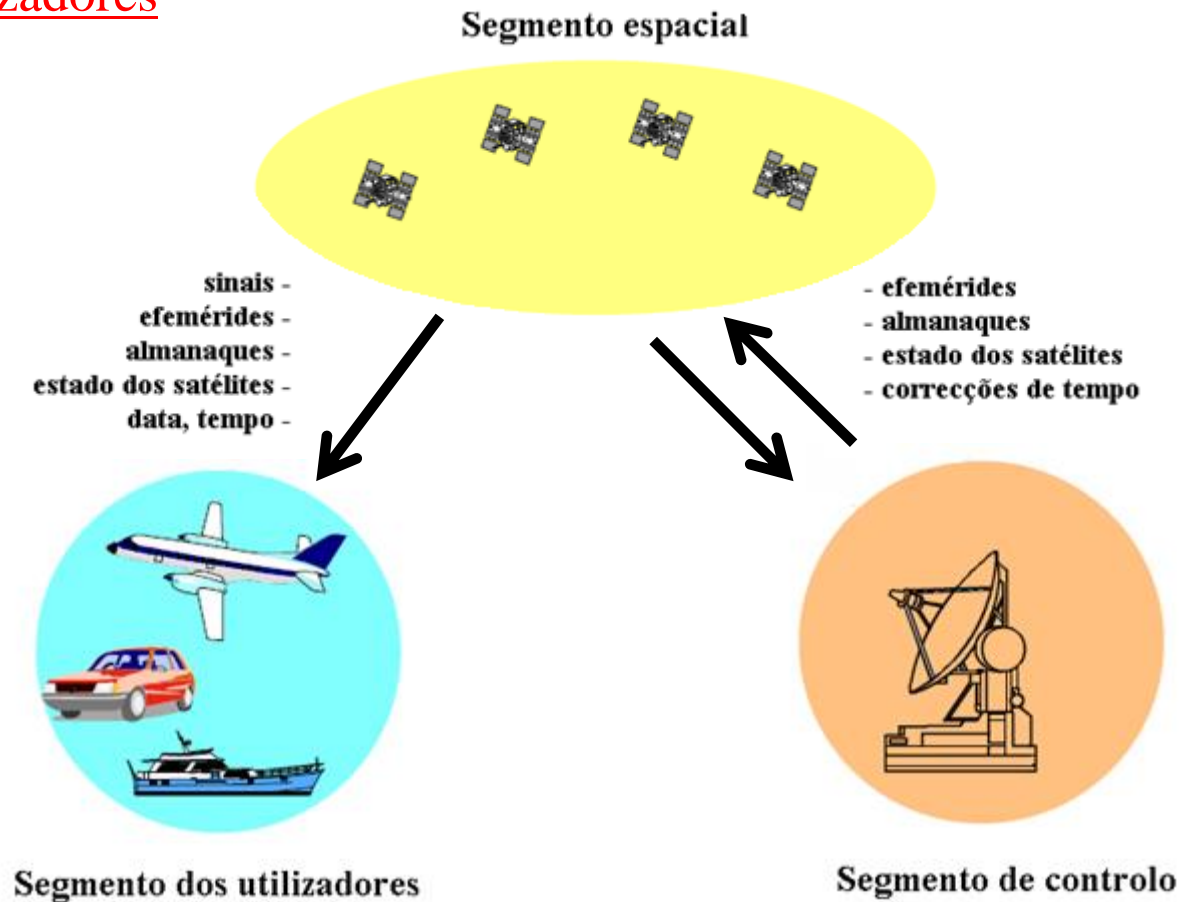 Segmento espacial
sinais -
efemérides -
almanaques -
estado dos satélites -
data, tempo -
- efemérides
- almanaques
- estado dos satélites
- correcções de tempo
Segmento dos utilizadores
Segmento de controlo